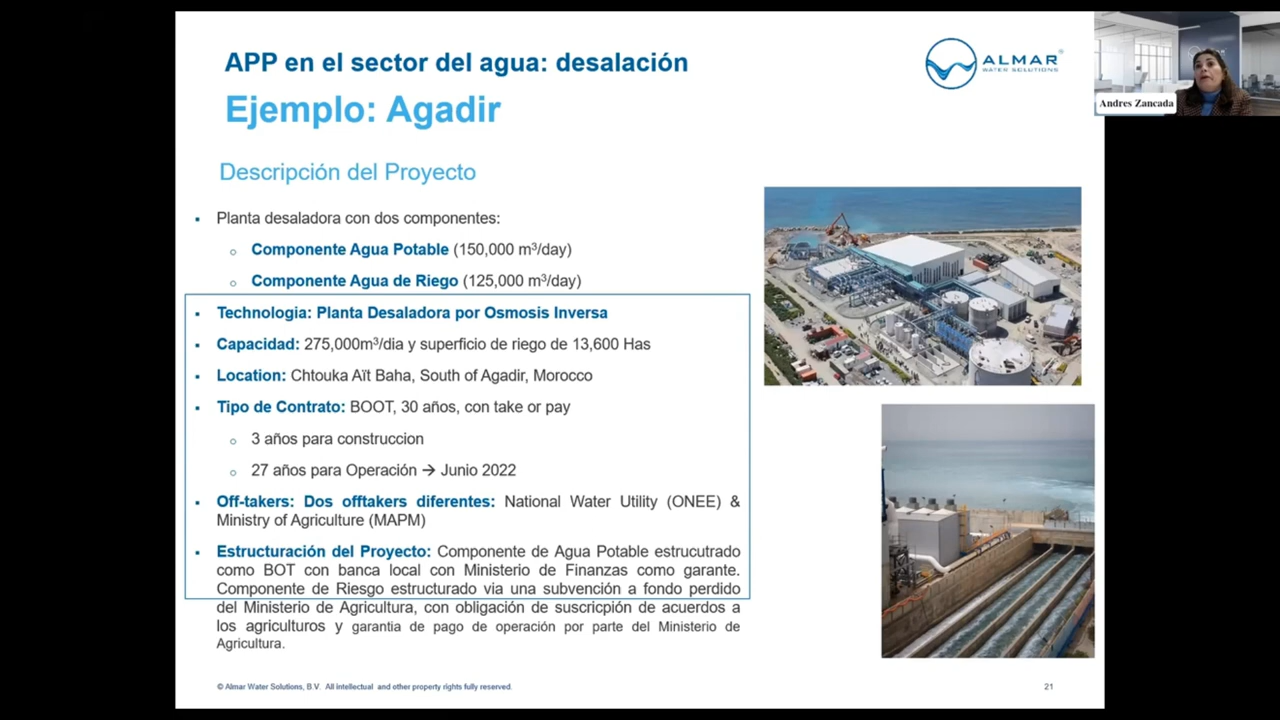 APP en el sector del agua: desalación
ALMAR®
WATER SOLUTIONS
Andres Zancada
Ejemplo: Agadir
Descripción del Proyecto
▪ Planta desaladora con dos componentes:
○ Componente Agua Potable (150,000 m³/day)
○ Componente Agua de Riego (125,000 m³/day)
▪ Technologia: Planta Desaladora por Osmosis Inversa
▪ Capacidad: 275,000m³/dia y superficio de riego de 13,600 Has
▪ Location: Chtouka Aït Baha, South of Agadir, Morocco
▪ Tipo de Contrato: BOOT, 30 años, con take or pay
○ 3 años para construccion
○ 27 años para Operación → Junio 2022
▪ Off-takers: Dos offtakers diferentes: National Water Utility (ONEE) &
Ministry of Agriculture (MAPM)
▪ Estructuración del Proyecto: Componente de Agua Potable estrucutrado
como BOT con banca local con Ministerio de Finanzas como garante.
Componente de Riesgo estructurado via una subvención a fondo perdido
del Ministerio de Agricultura, con obligación de suscricpión de acuerdos a
los agriculturos y garantia de pago de operación por parte del Ministerio de
Agricultura.
© Almar Water Solutions, B.V. All intellectual and other property rights fully reserved.
21